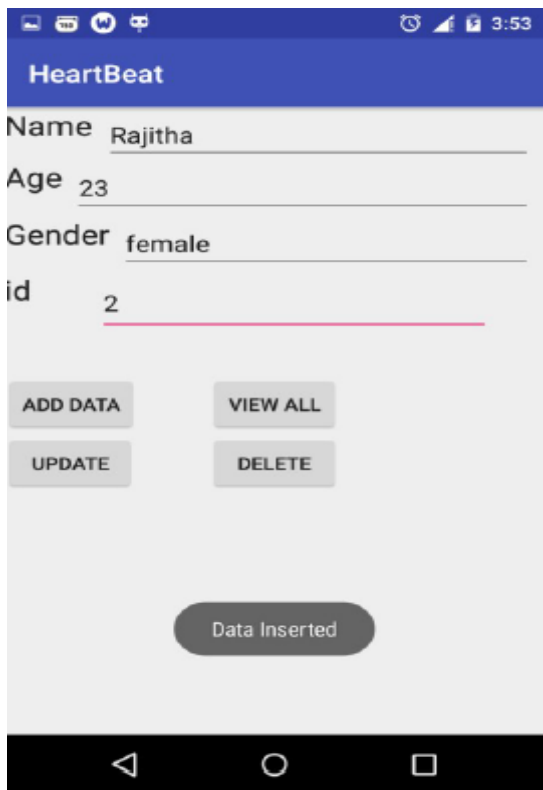 3:53
HeartBeat
Name Rajitha
Age 23
Gender female
id 2
ADD DATA VIEW ALL
UPDATE DELETE
Data Inserted